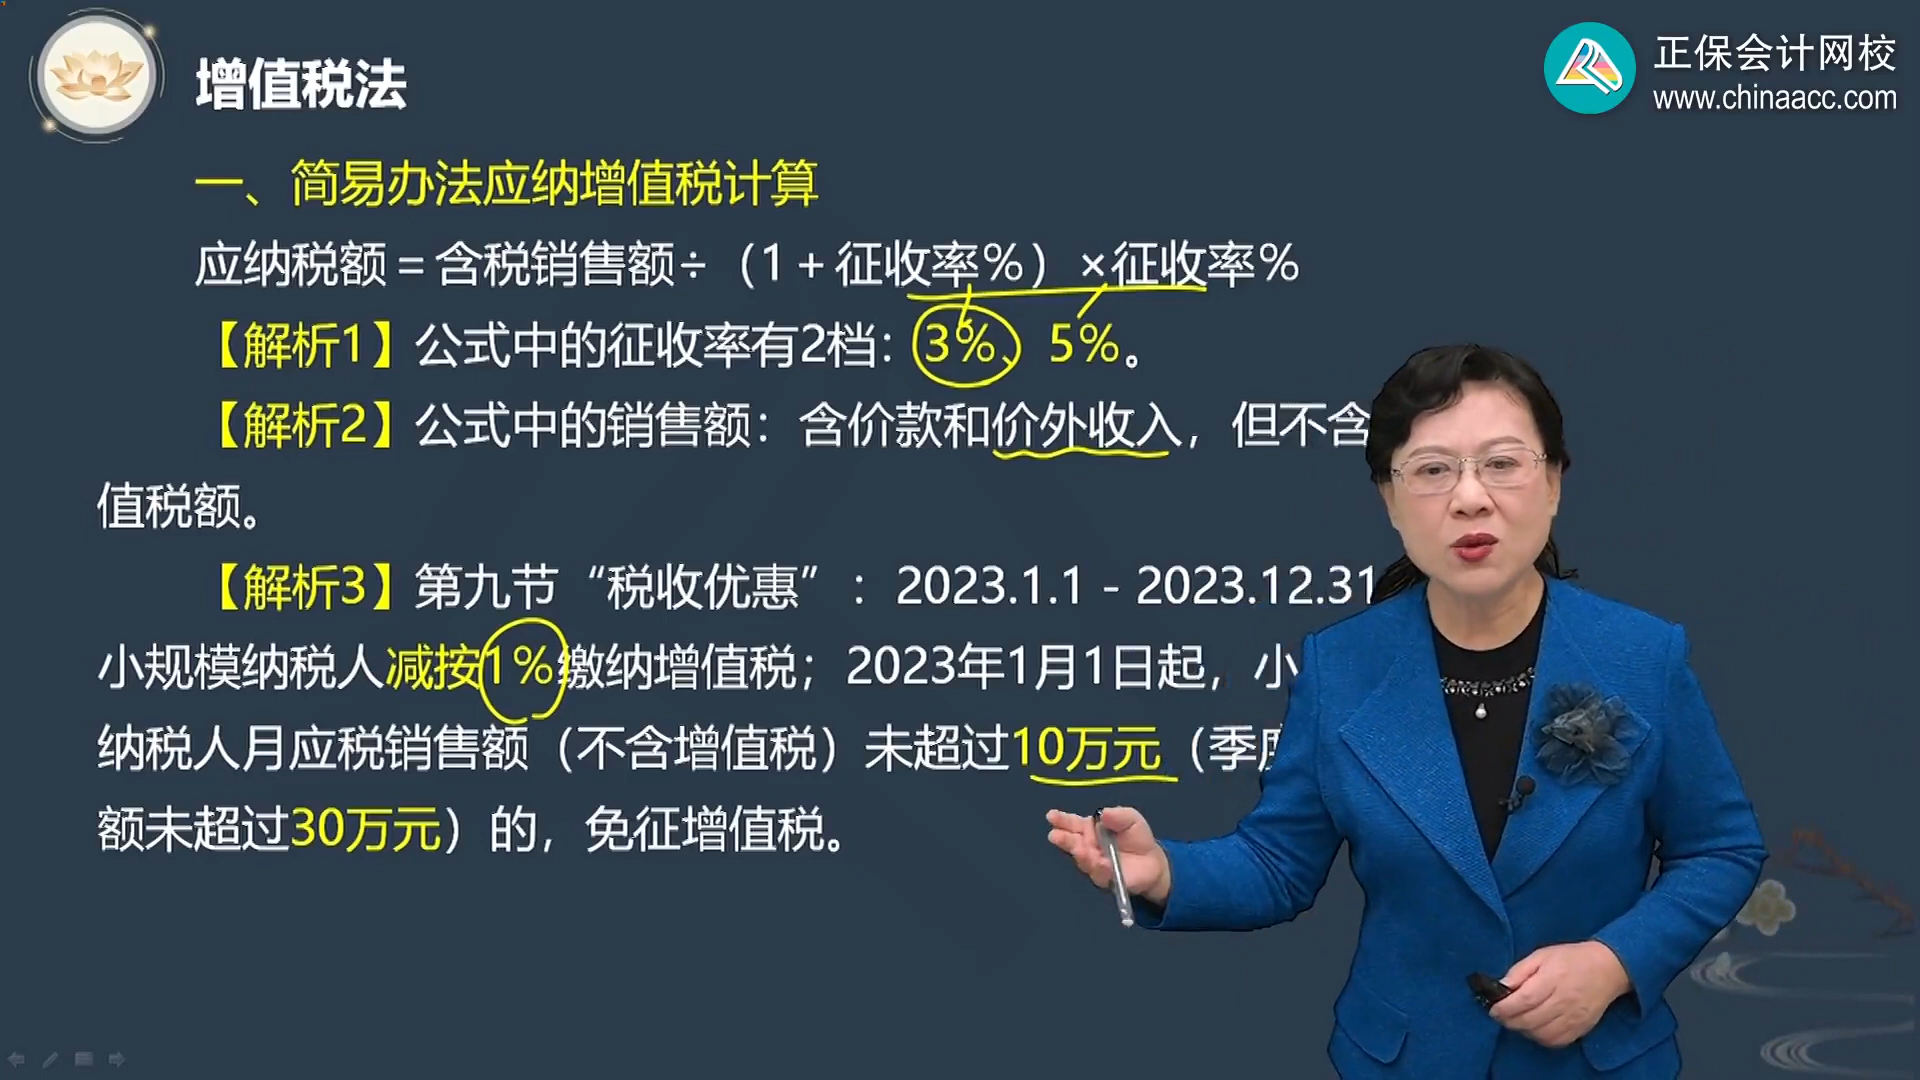 增值税法
正保会计网校
www.chinaacc.com
一、简易办法应纳增值税计算
应纳税额＝含税销售额÷（1＋征收率%）×征收率%
【解析1】公式中的征收率有2档：3%、5%。
【解析2】公式中的销售额：含价款和价外收入，但不含
值税额。
【解析3】第九节“税收优惠”：2023.1.1－2023.12.31
小规模纳税人减按1%缴纳增值税；2023年1月1日起，小
纳税人月应税销售额（不含增值税）未超过10万元（季度
额未超过30万元）的，免征增值税。